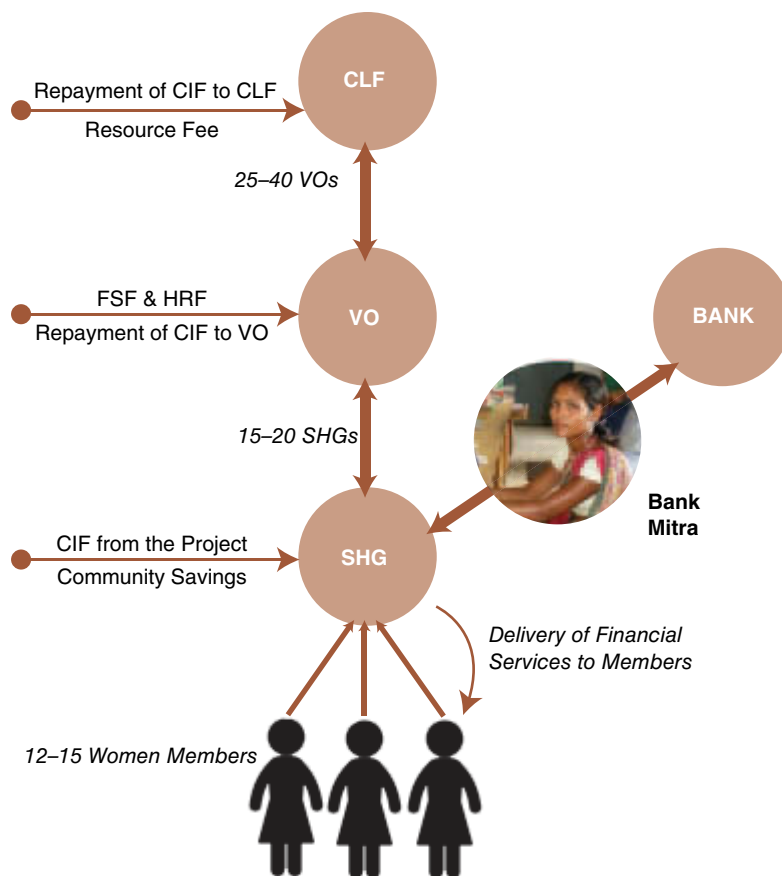 CLF
Repayment of CIF to CLF
Resource Fee
25–40 VOs
FSF & HRF
Repayment of CIF to VO
VO
BANK
15–20 SHGs
Bank
Mitra
CIF from the Project
Community Savings
SHG
Delivery of Financial
Services to Members
12–15 Women Members